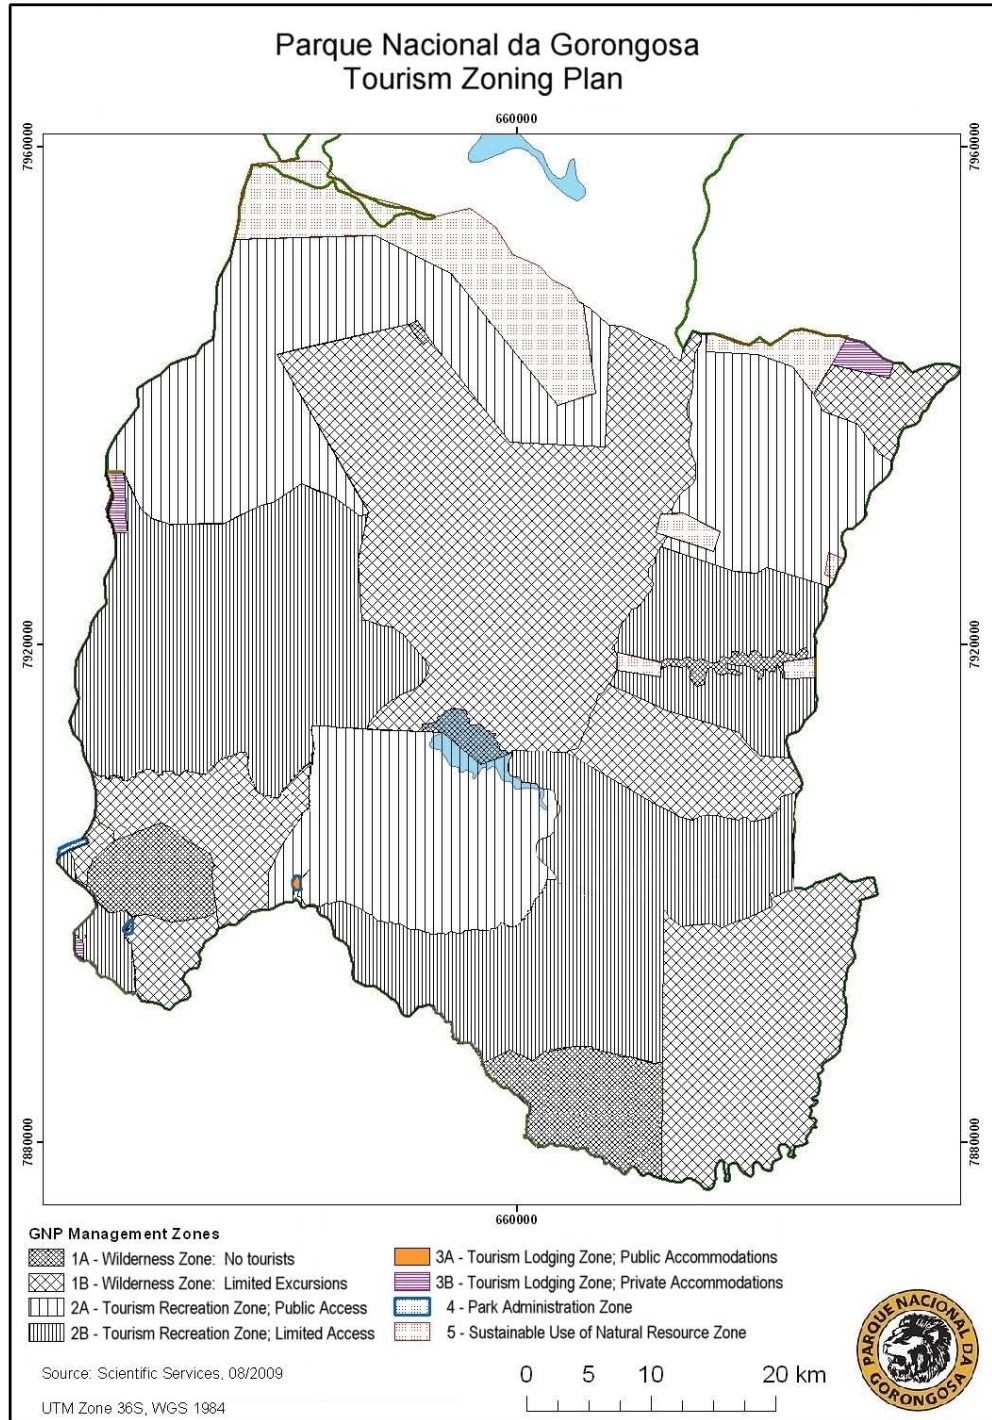 Parque Nacional da Gorongosa
Tourism Zoning Plan
660000
7960000
7960000
7920000
7920000
7880000
7880000
660000
GNP Management Zones
1A - Wilderness Zone: No tourists
1B - Wilderness Zone: Limited Excursions
2A - Tourism Recreation Zone; Public Access
2B - Tourism Recreation Zone; Limited Access
3A - Tourism Lodging Zone; Public Accommodations
3B - Tourism Lodging Zone; Private Accommodations
4 - Park Administration Zone
5 - Sustainable Use of Natural Resource Zone
Source: Scientific Services, 08/2009
UTM Zone 36S, WGS 1984
0 5 10 20 km
PARQUE NACIONAL DA GORONGOSA